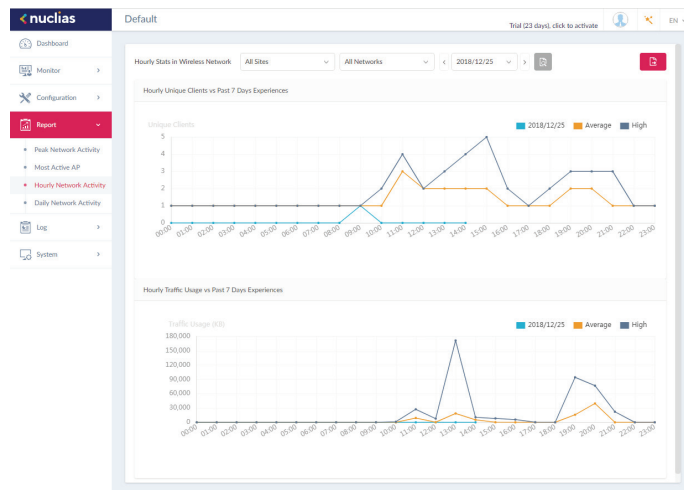 nuclias
Default
Trial (23 days), click to activate
EN
Dashboard
Monitor
Configuration
Report
Peak Network Activity
Most Active AP
Hourly Network Activity
Daily Network Activity
Log
System
Hourly Stats in Wireless Network All Sites All Networks 2018/12/25
Hourly Unique Clients vs Past 7 Days Experiences
Unique Clients
2018/12/25 Average High
5
4
3
2
1
0
00:00 01:00 02:00 03:00 04:00 05:00 06:00 07:00 08:00 09:00 10:00 11:00 12:00 13:00 14:00 15:00 16:00 17:00 18:00 19:00 20:00 21:00 22:00 23:00
Hourly Traffic Usage vs Past 7 Days Experiences
Traffic Usage (KB)
2018/12/25 Average High
180,000
150,000
120,000
90,000
60,000
30,000
0
00:00 01:00 02:00 03:00 04:00 05:00 06:00 07:00 08:00 09:00 10:00 11:00 12:00 13:00 14:00 15:00 16:00 17:00 18:00 19:00 20:00 21:00 22:00 23:00